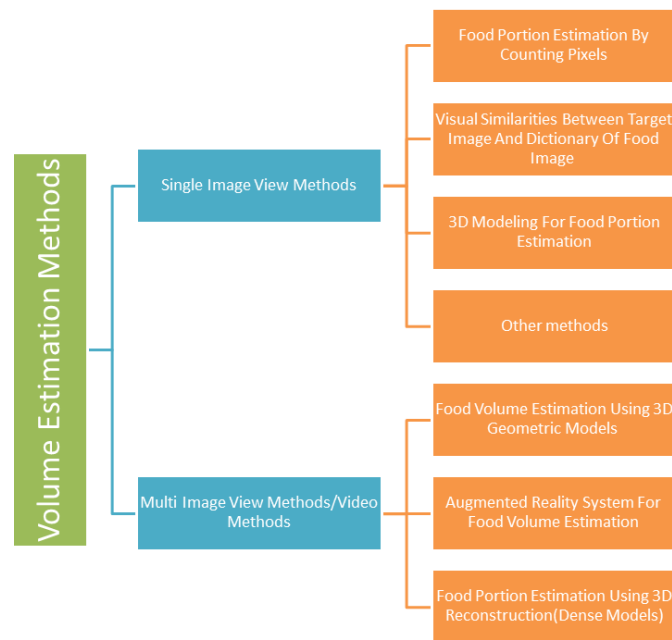 Volume Estimation Methods
Single Image View Methods
Food Portion Estimation By
Counting Pixels
Visual Similarities Between Target
Image And Dictionary Of Food
Image
3D Modeling For Food Portion
Estimation
Other methods
Multi Image View Methods/Video
Methods
Food Volume Estimation Using 3D
Geometric Models
Augmented Reality System For
Food Volume Estimation
Food Portion Estimation Using 3D
Reconstruction(Dense Models)